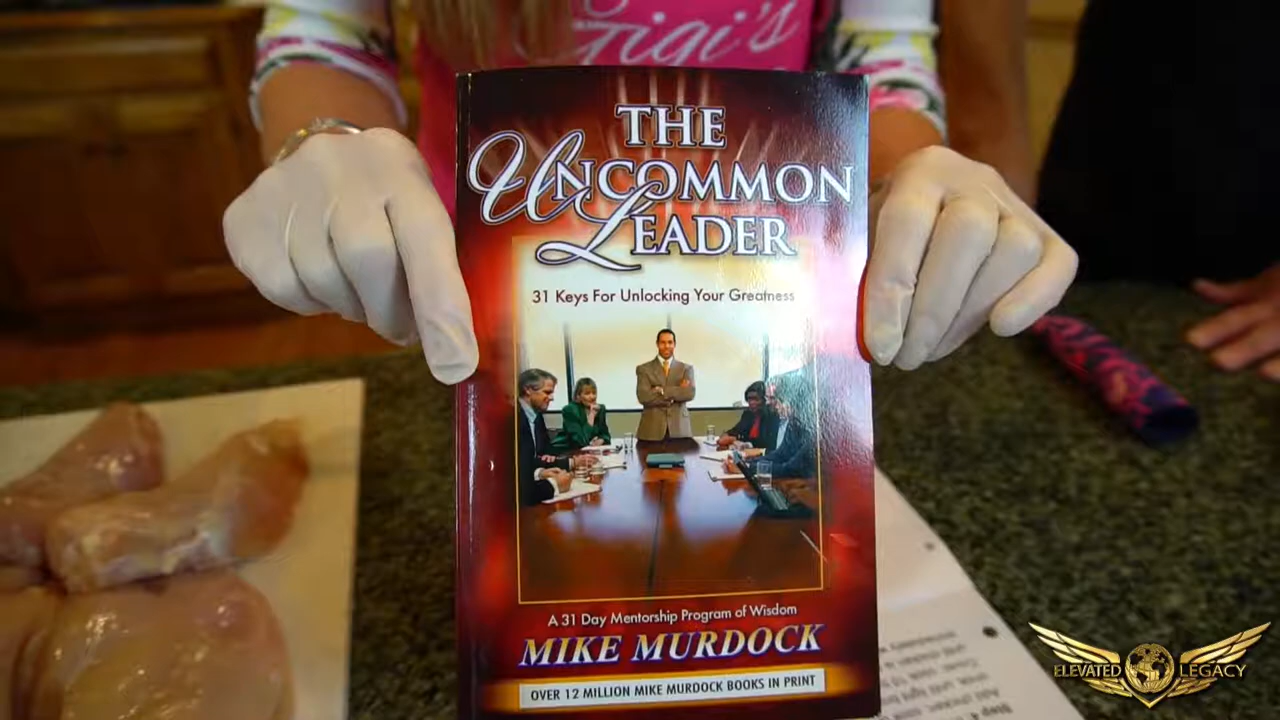 Gigi's
THE
UNCOMMON
LEADER
31 Keys For Unlocking Your Greatness
A 31 Day Mentorship Program of Wisdom
MIKE MURDOCK
OVER 12 MILLION MIKE MURDOCK BOOKS IN PRINT
ELEVATED LEGACY